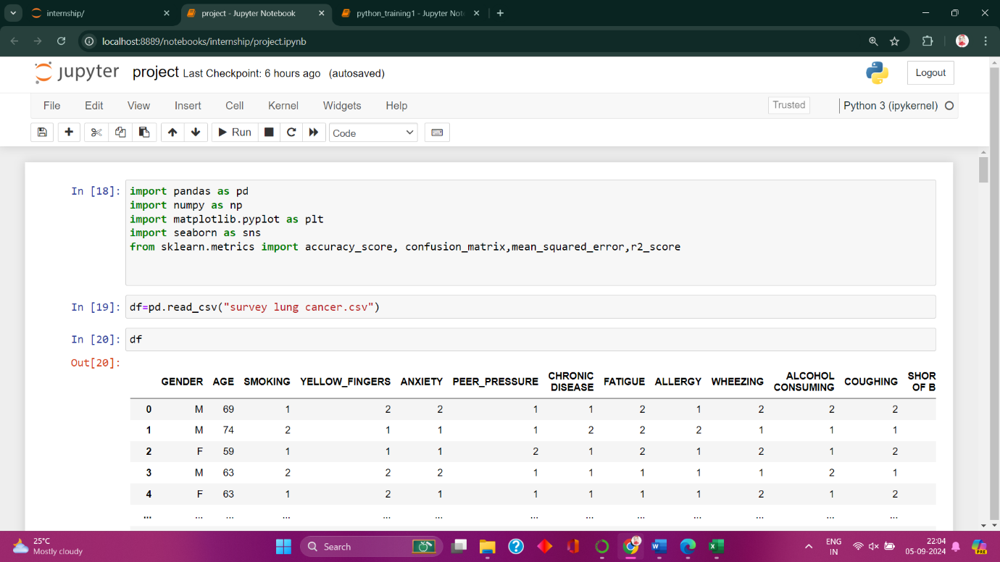 internship/
project - Jupyter Notebook
python_training1 - Jupyter Not
localhost:8889/notebooks/internship/project.ipynb
jupyter project Last Checkpoint: 6 hours ago (autosaved)
Logout
File Edit View Insert Cell Kernel Widgets Help
Trusted
Python 3 (ipykernel)
Run
Code
In [18]:
import pandas as pd
import numpy as np
import matplotlib.pyplot as plt
import seaborn as sns
from sklearn.metrics import accuracy_score, confusion_matrix,mean_squared_error,r2_score
In [19]: df=pd.read_csv("survey lung cancer.csv")
In [20]: df
Out[20]:
GENDER AGE SMOKING YELLOW_FINGERS ANXIETY PEER_PRESSURE CHRONIC DISEASE FATIGUE ALLERGY WHEEZING ALCOHOL CONSUMING COUGHING SHOR OF B
0 M 69 1 2 2 1 1 2 1 2 2 2
1 M 74 2 1 1 1 2 2 2 1 1 1
2 F 59 1 1 1 2 1 2 1 2 1 2
3 M 63 2 2 2 1 1 1 1 1 2 1
4 F 63 1 2 1 1 1 1 1 2 1 2
... ... ... ... ... ... ... ... ... ... ... ... ...
25°C
Mostly cloudy
Search
ENG
IN
22:04
05-09-2024
PRE